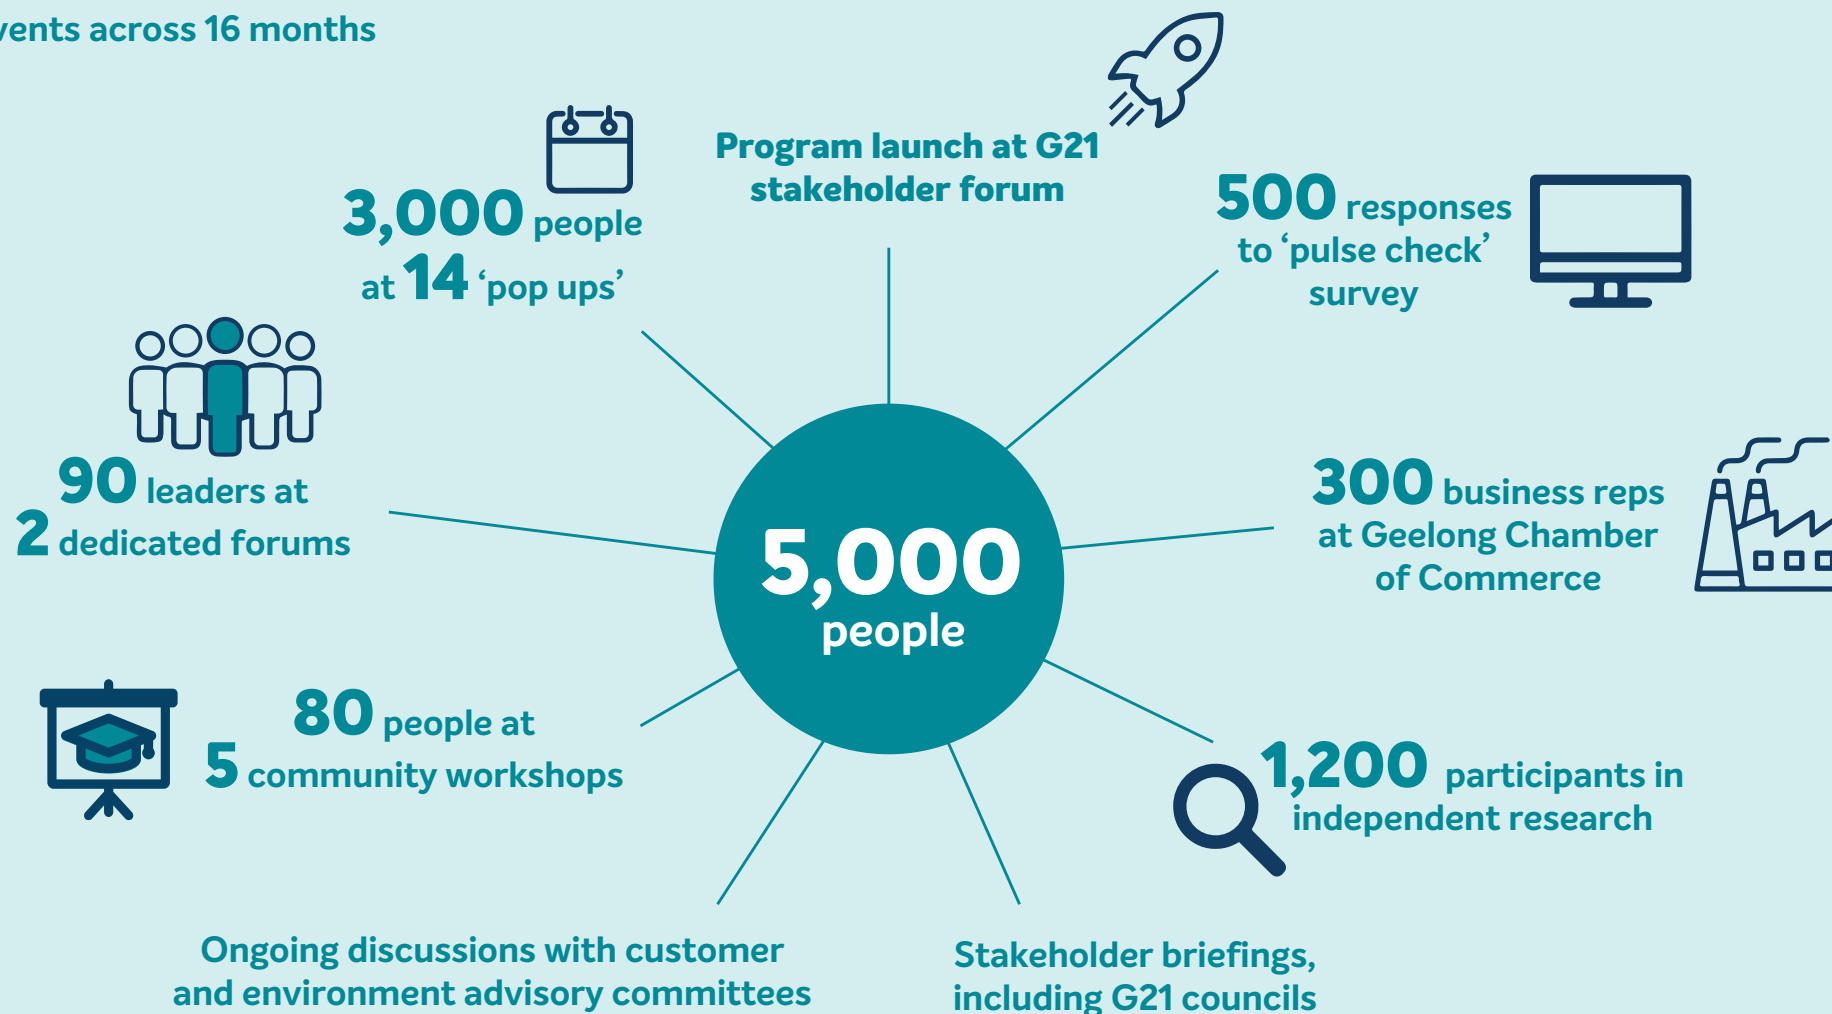 across 16 months
Program launch at G21
stakeholder forum
3,000 people
at 14 ‘pop ups’
500 responses
to ‘pulse check’
survey
90 leaders at
2 dedicated forums
300 business reps
at Geelong Chamber
of Commerce
5,000
people
80 people at
5 community workshops
1,200 participants in
independent research
Ongoing discussions with customer
and environment advisory committees
Stakeholder briefings,
including G21 councils